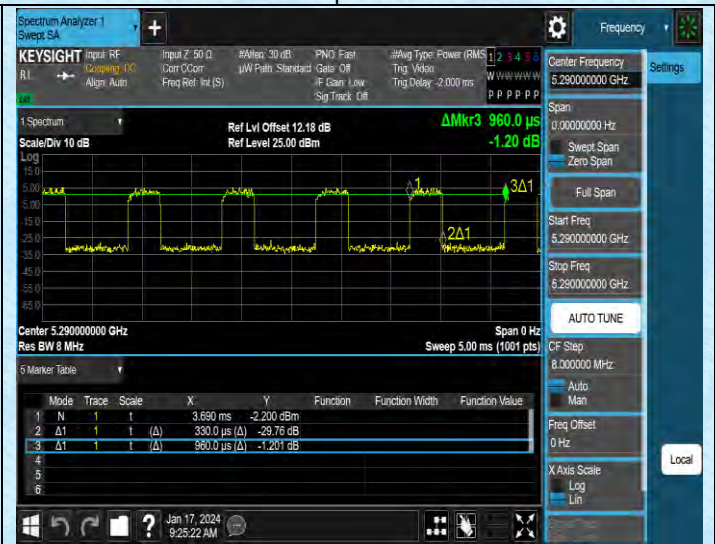 Spectrum Analyzer 1
Swept SA
+
Frequency
KEYSIGHT Input: RF Input Z: 50 Ω #Atten: 30 dB PNO: Fast #Avg Type: Power (RMS 1 2 3 4 5 6
RL Coupling: DC Corr CCorr µW Path: Standard Gate: Off Trig: Video W W W W W W
Align: Auto Freq Ref: Int (S) IF Gain: Low Trig Delay: -2.000 ms
Sig Track: Off P P P P P P
1 Spectrum
Ref Lvl Offset 12.18 dB
ΔMkr3 960.0 µs
Scale/Div 10 dB
Ref Level 25.00 dBm
-1.20 dB
Log
15.0
5.00
-5.00
-15.0
-25.0
-35.0
-45.0
-55.0
-65.0
1
3Δ1
2Δ1
Center 5.290000000 GHz
Span 0 Hz
Res BW 8 MHz
Sweep 5.00 ms (1001 pts)
5 Marker Table
Mode Trace Scale X Y Function Function Width Function Value
1 N 1 t 3.690 ms -2.200 dBm
2 Δ1 1 t (Δ) 330.0 µs (Δ) -29.76 dB
3 Δ1 1 t (Δ) 960.0 µs (Δ) -1.201 dB
4
5
6
Jan 17, 2024
9:25:22 AM
Center Frequency
5.290000000 GHz
Settings
Span
0.00000000 Hz
Swept Span
Zero Span
Full Span
Start Freq
5.290000000 GHz
Stop Freq
5.290000000 GHz
AUTO TUNE
CF Step
8.000000 MHz
Auto
Man
Freq Offset
0 Hz
X Axis Scale
Log
Lin
Local